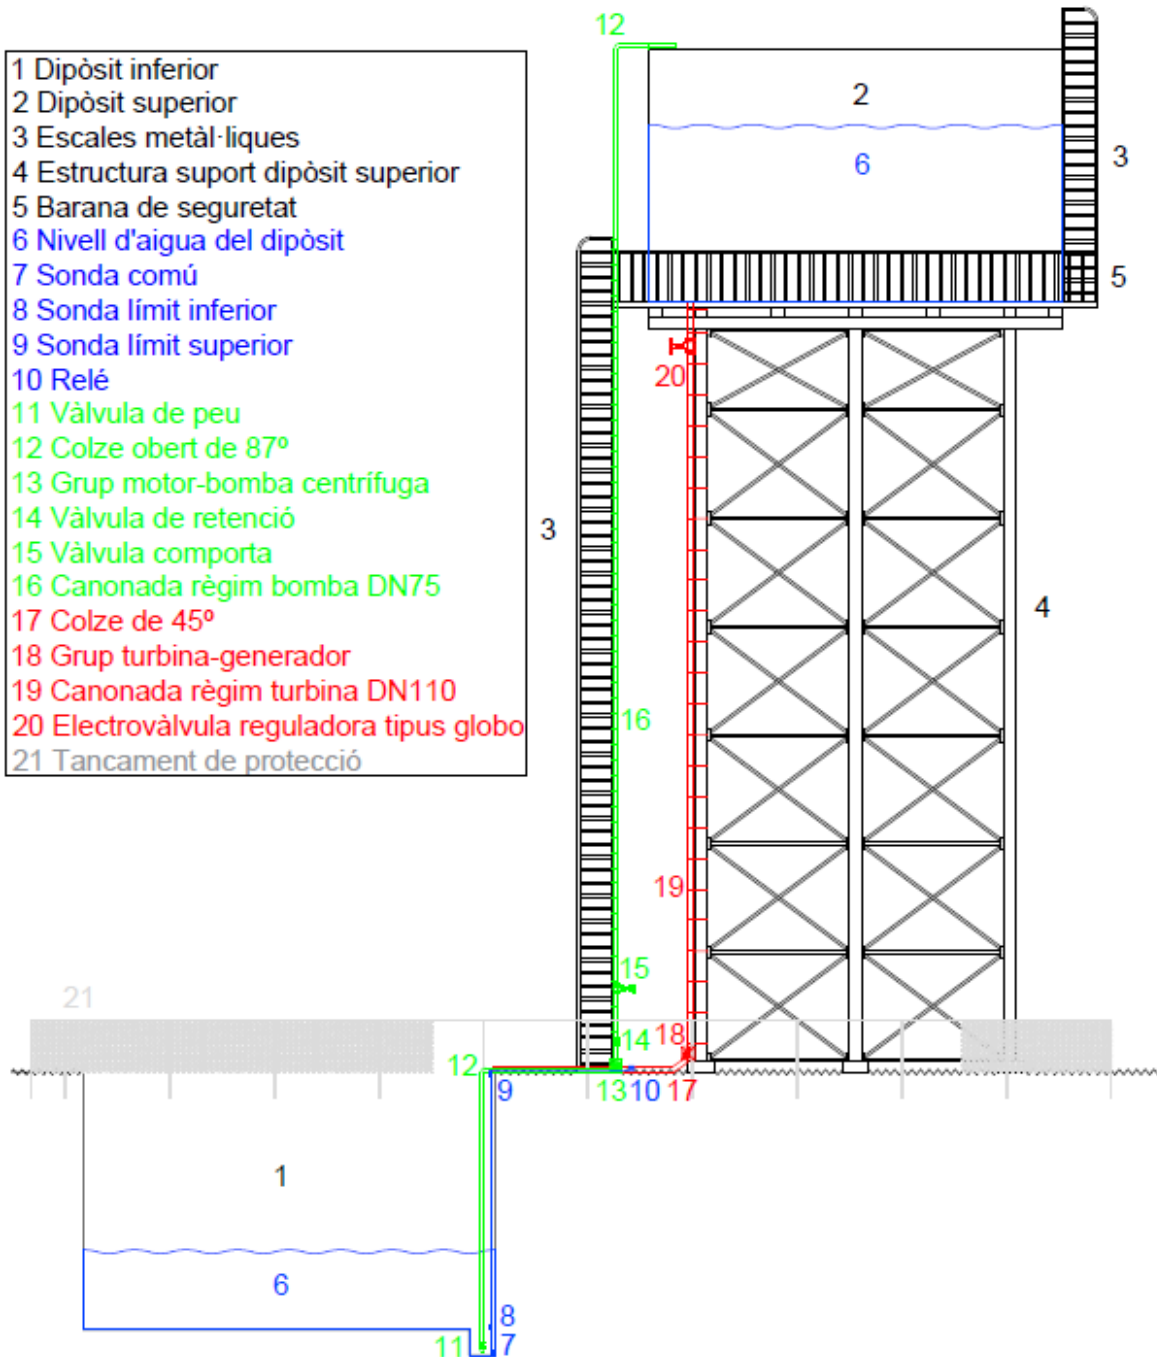 12
1 Dipòsit inferior
2 Dipòsit superior
3 Escales metàl·liques
4 Estructura suport dipòsit superior
5 Barana de seguretat
6 Nivell d'aigua del dipòsit
7 Sonda comú
8 Sonda límit inferior
9 Sonda límit superior
10 Relé
11 Vàlvula de peu
12 Colze obert de 87º
13 Grup motor-bomba centrífuga
14 Vàlvula de retenció
15 Vàlvula comporta
16 Canonada règim bomba DN75
17 Colze de 45º
18 Grup turbina-generador
19 Canonada règim turbina DN110
20 Electrovàlvula reguladora tipus globo
21 Tancament de protecció
2
3
6
5
20
3
4
16
19
15
21
14 18
12
9 13 10 17
1
6
8
11 7